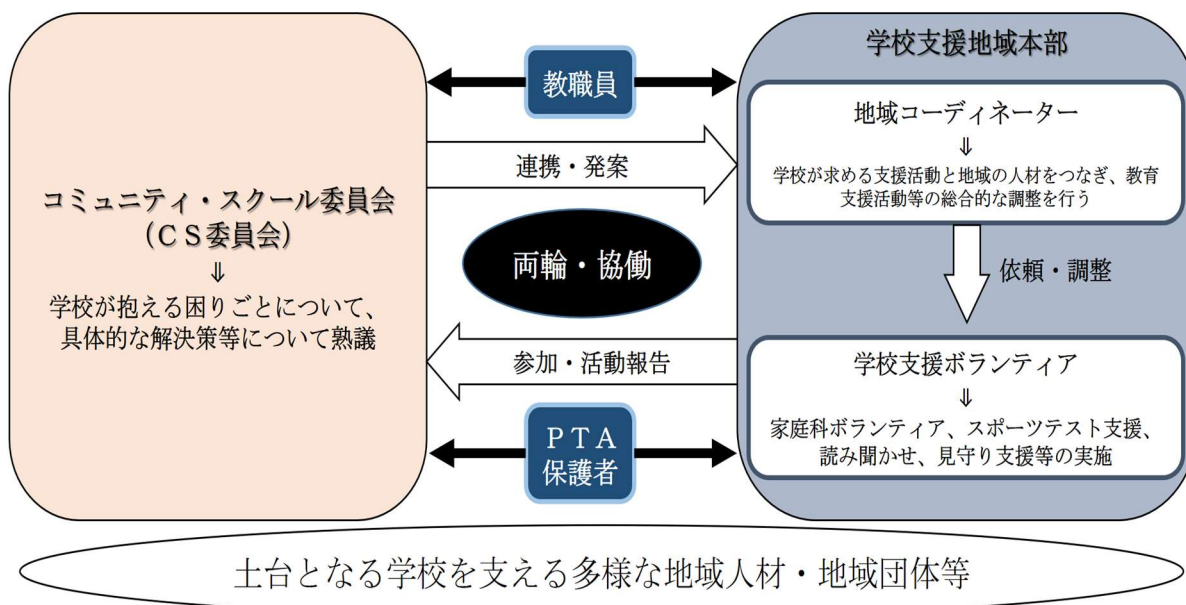 コミュニティ・スクール委員会
（ＣＳ委員会）
⇓
学校が抱える困りごとについて、
具体的な解決策等について熟議
教職員
連携・発案
両輪・協働
参加・活動報告
ＰＴＡ
保護者
学校支援地域本部
地域コーディネーター
⇓
学校が求める支援活動と地域の人材をつなぎ、教育
支援活動等の総合的な調整を行う
依頼・調整
学校支援ボランティア
⇓
家庭科ボランティア、スポーツテスト支援、
読み聞かせ、見守り支援等の実施
土台となる学校を支える多様な地域人材・地域団体等